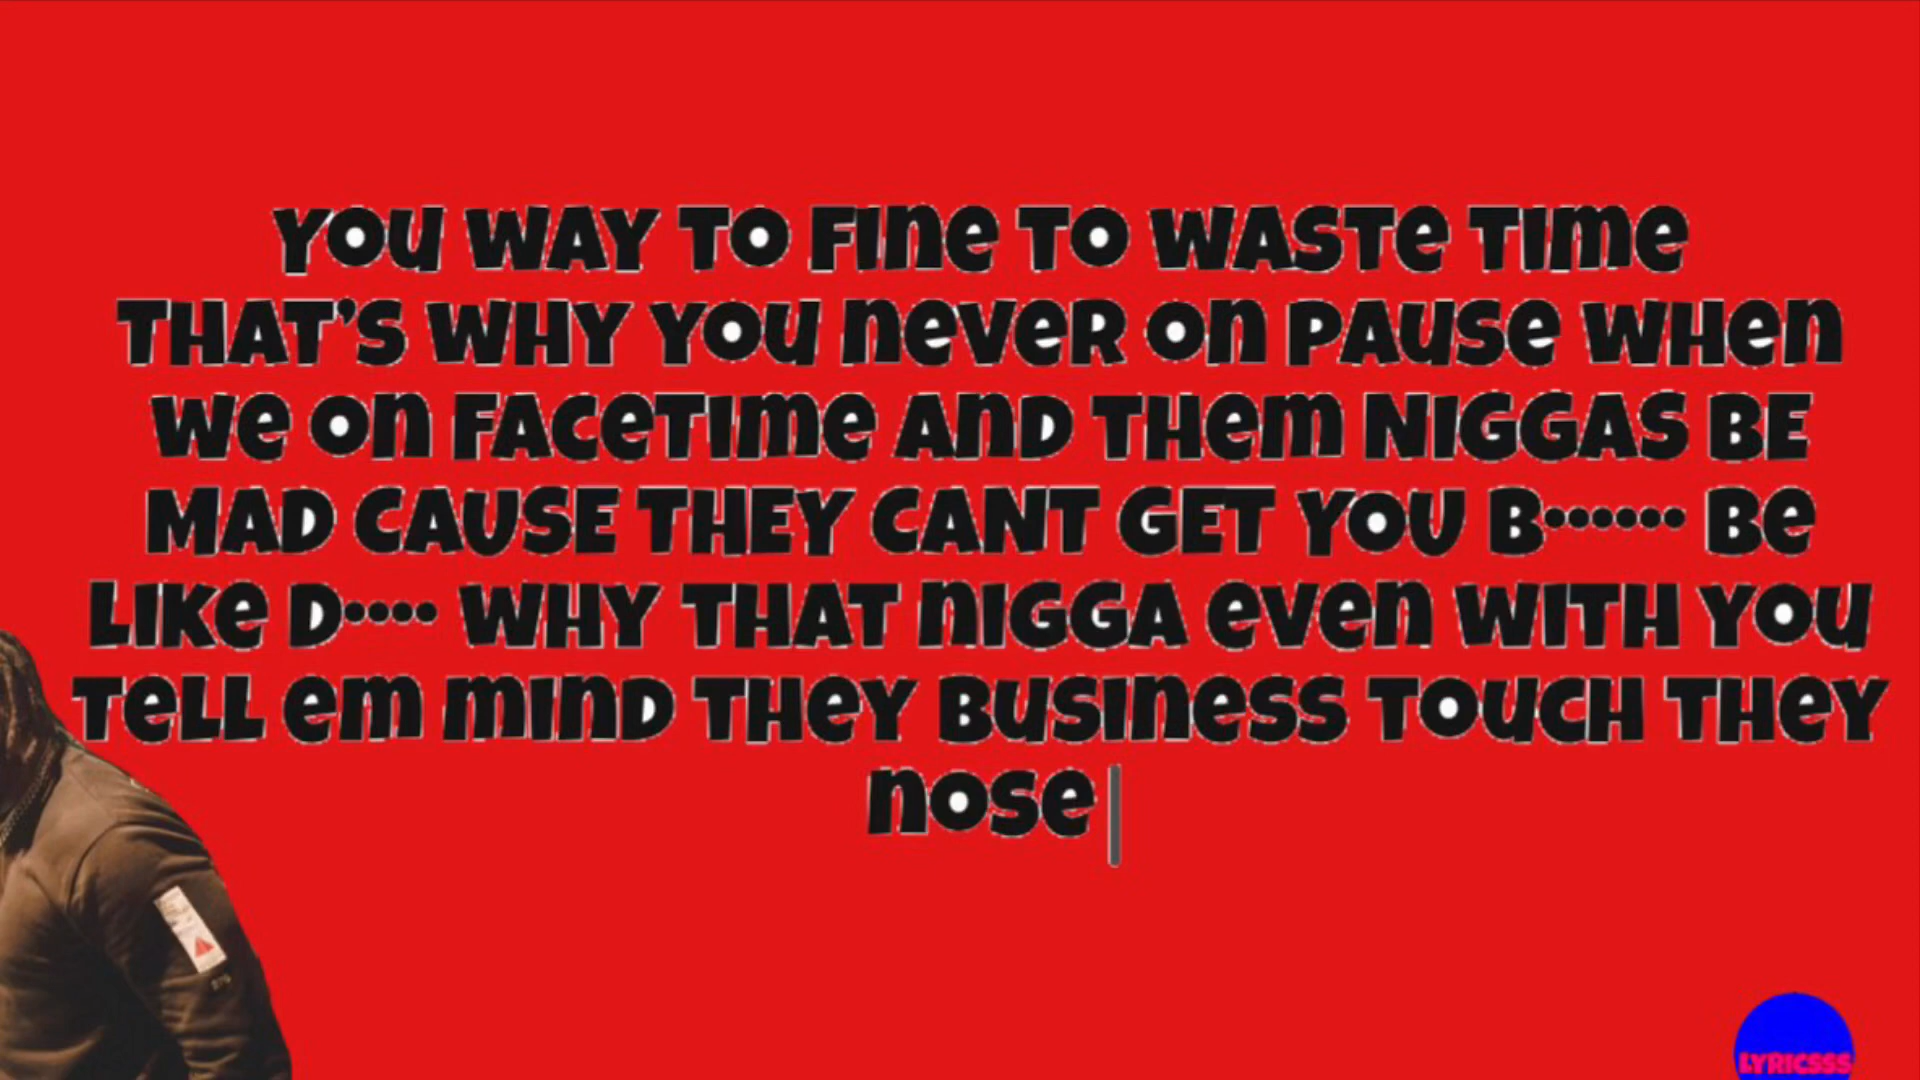 YOU WAY TO FINE TO WASTE TIME
THAT'S WHY YOU NEVER ON PAUSE WHEN
WE ON FACETIME AND THEM NIGGAS BE
MAD CAUSE THEY CANT GET YOU B······ BE
LIKE D···· WHY THAT NIGGA EVEN WITH YOU
TELL EM MIND THEY BUSINESS TOUCH THEY
NOSE
LYRICSSS